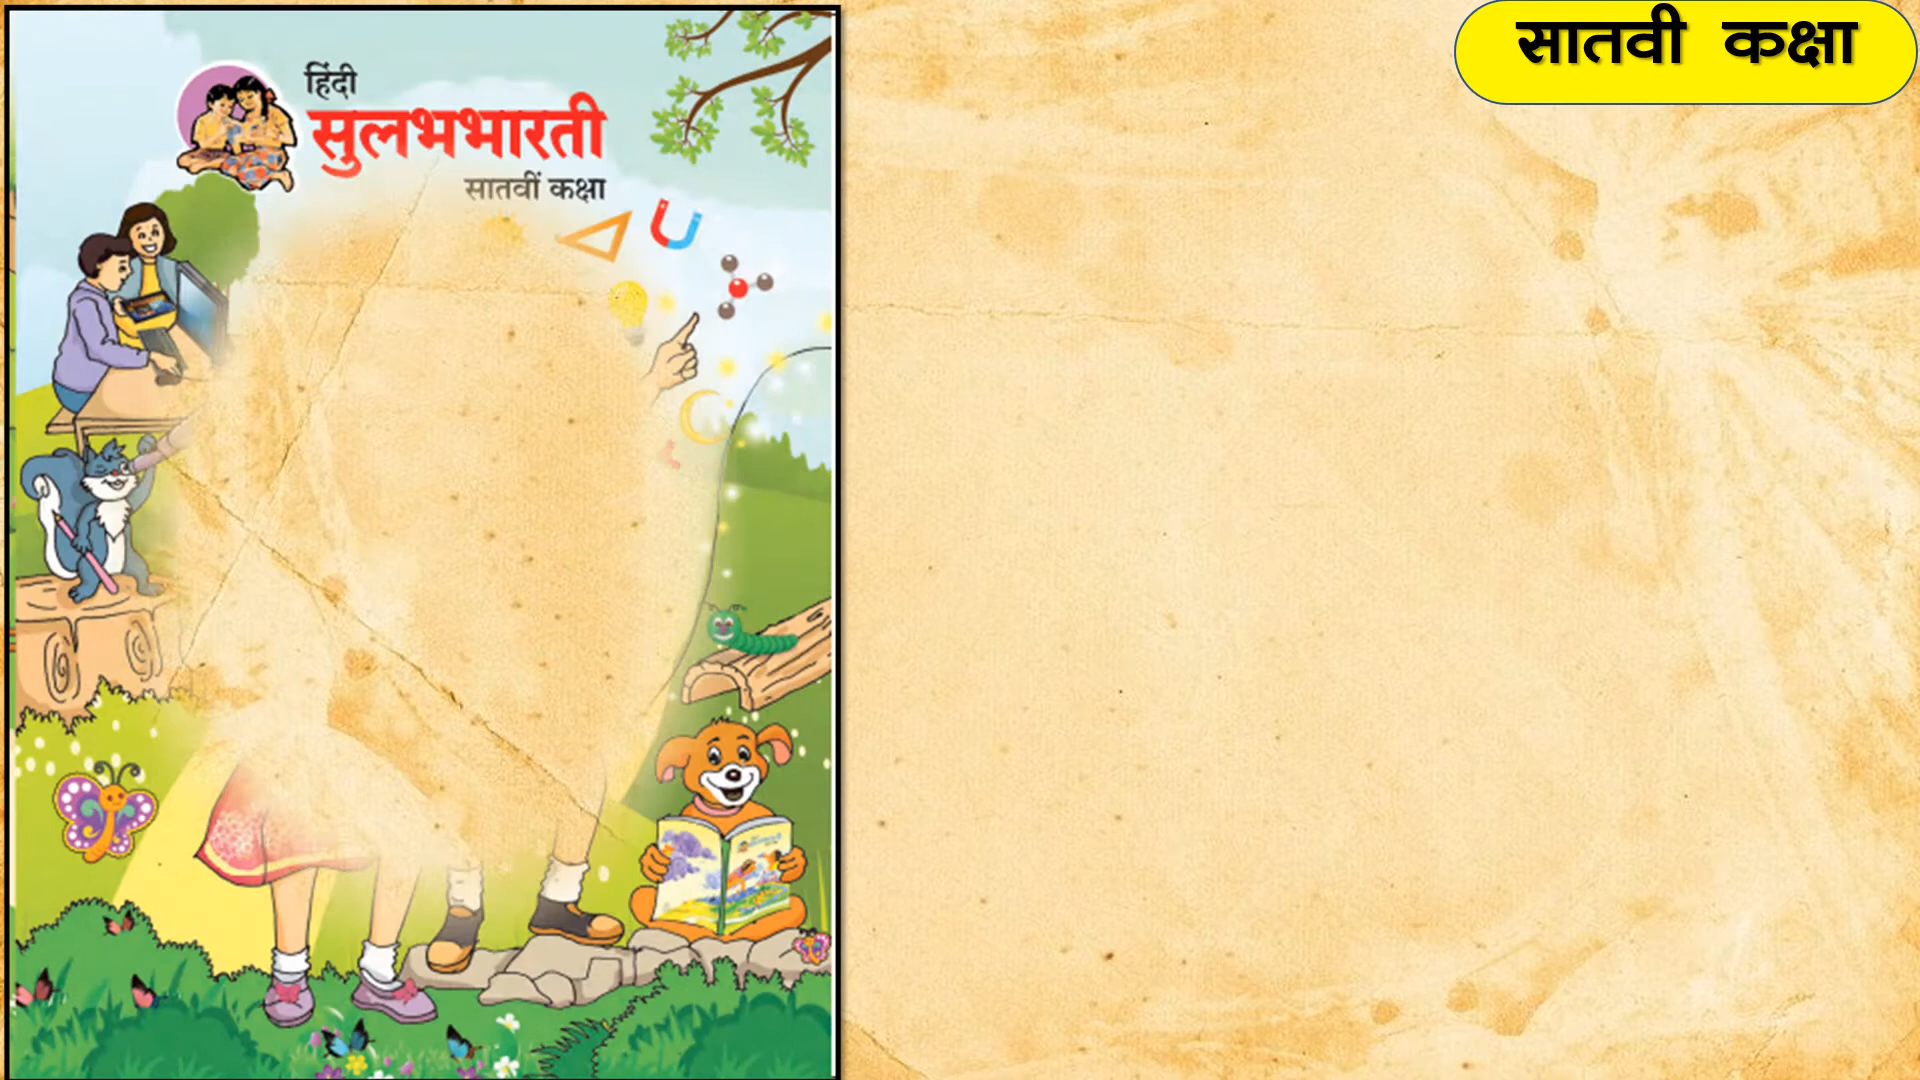 हिंदी
सुलभभारती
सातवीं कक्षा
सातवी कक्षा